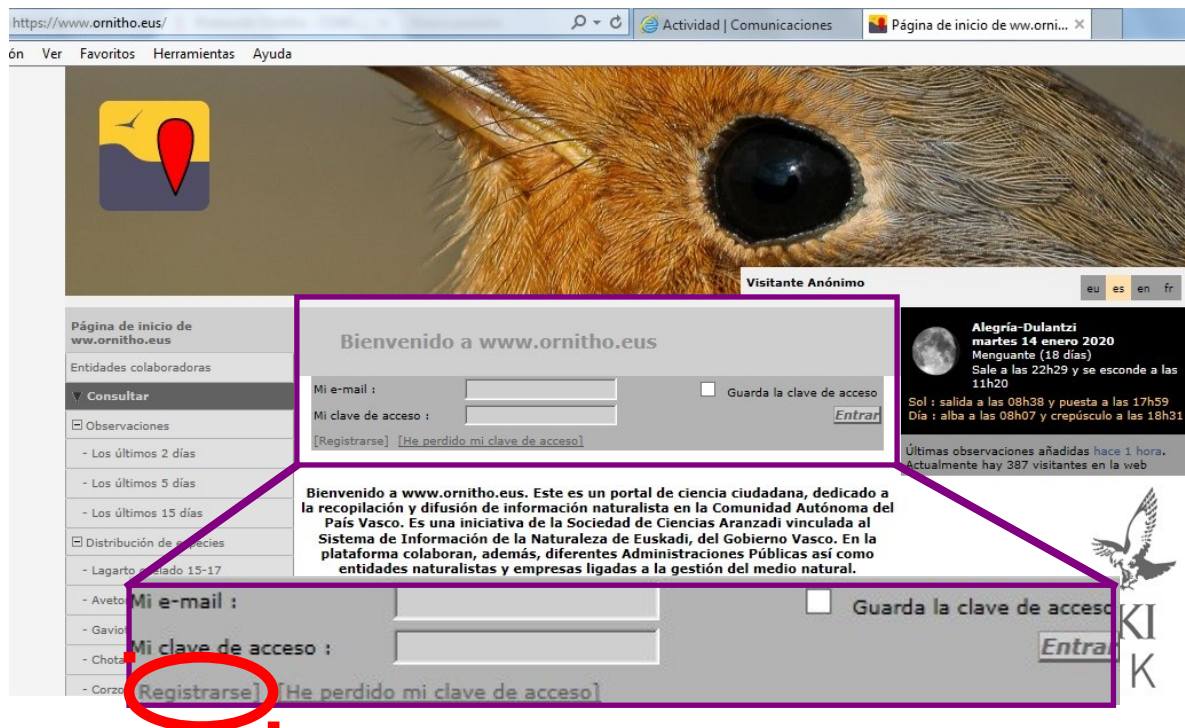 https://www.ornitho.eus/
Actividad | Comunicaciones
Página de inicio de ww.orni...
ón Ver Favoritos Herramientas Ayuda
Visitante Anónimo
eu es en fr
Página de inicio de
ww.ornitho.eus
Entidades colaboradoras
Consultar
Observaciones
- Los últimos 2 días
- Los últimos 5 días
- Los últimos 15 días
Distribución de especies
- Lagarto ocelado 15-17
- Aveto
- Gaviot
- Chota
- Corzo
Bienvenido a www.ornitho.eus
Mi e-mail :
Guarda la clave de acceso
Mi clave de acceso :
Entrar
[Registrarse] [He perdido mi clave de acceso]
Alegría-Dulantzi
martes 14 enero 2020
Menguante (18 días)
Sale a las 22h29 y se esconde a las
11h20
Sol : salida a las 08h38 y puesta a las 17h59
Día : alba a las 08h07 y crepúsculo a las 18h31
Últimas observaciones añadidas hace 1 hora.
Actualmente hay 387 visitantes en la web
Bienvenido a www.ornitho.eus. Este es un portal de ciencia ciudadana, dedicado a
la recopilación y difusión de información naturalista en la Comunidad Autónoma del
País Vasco. Es una iniciativa de la Sociedad de Ciencias Aranzadi vinculada al
Sistema de Información de la Naturaleza de Euskadi, del Gobierno Vasco. En la
plataforma colaboran, además, diferentes Administraciones Públicas así como
entidades naturalistas y empresas ligadas a la gestión del medio natural.
Mi e-mail :
Guarda la clave de acceso
Mi clave de acceso :
Entrar
[Registrarse] [He perdido mi clave de acceso]
KI
K